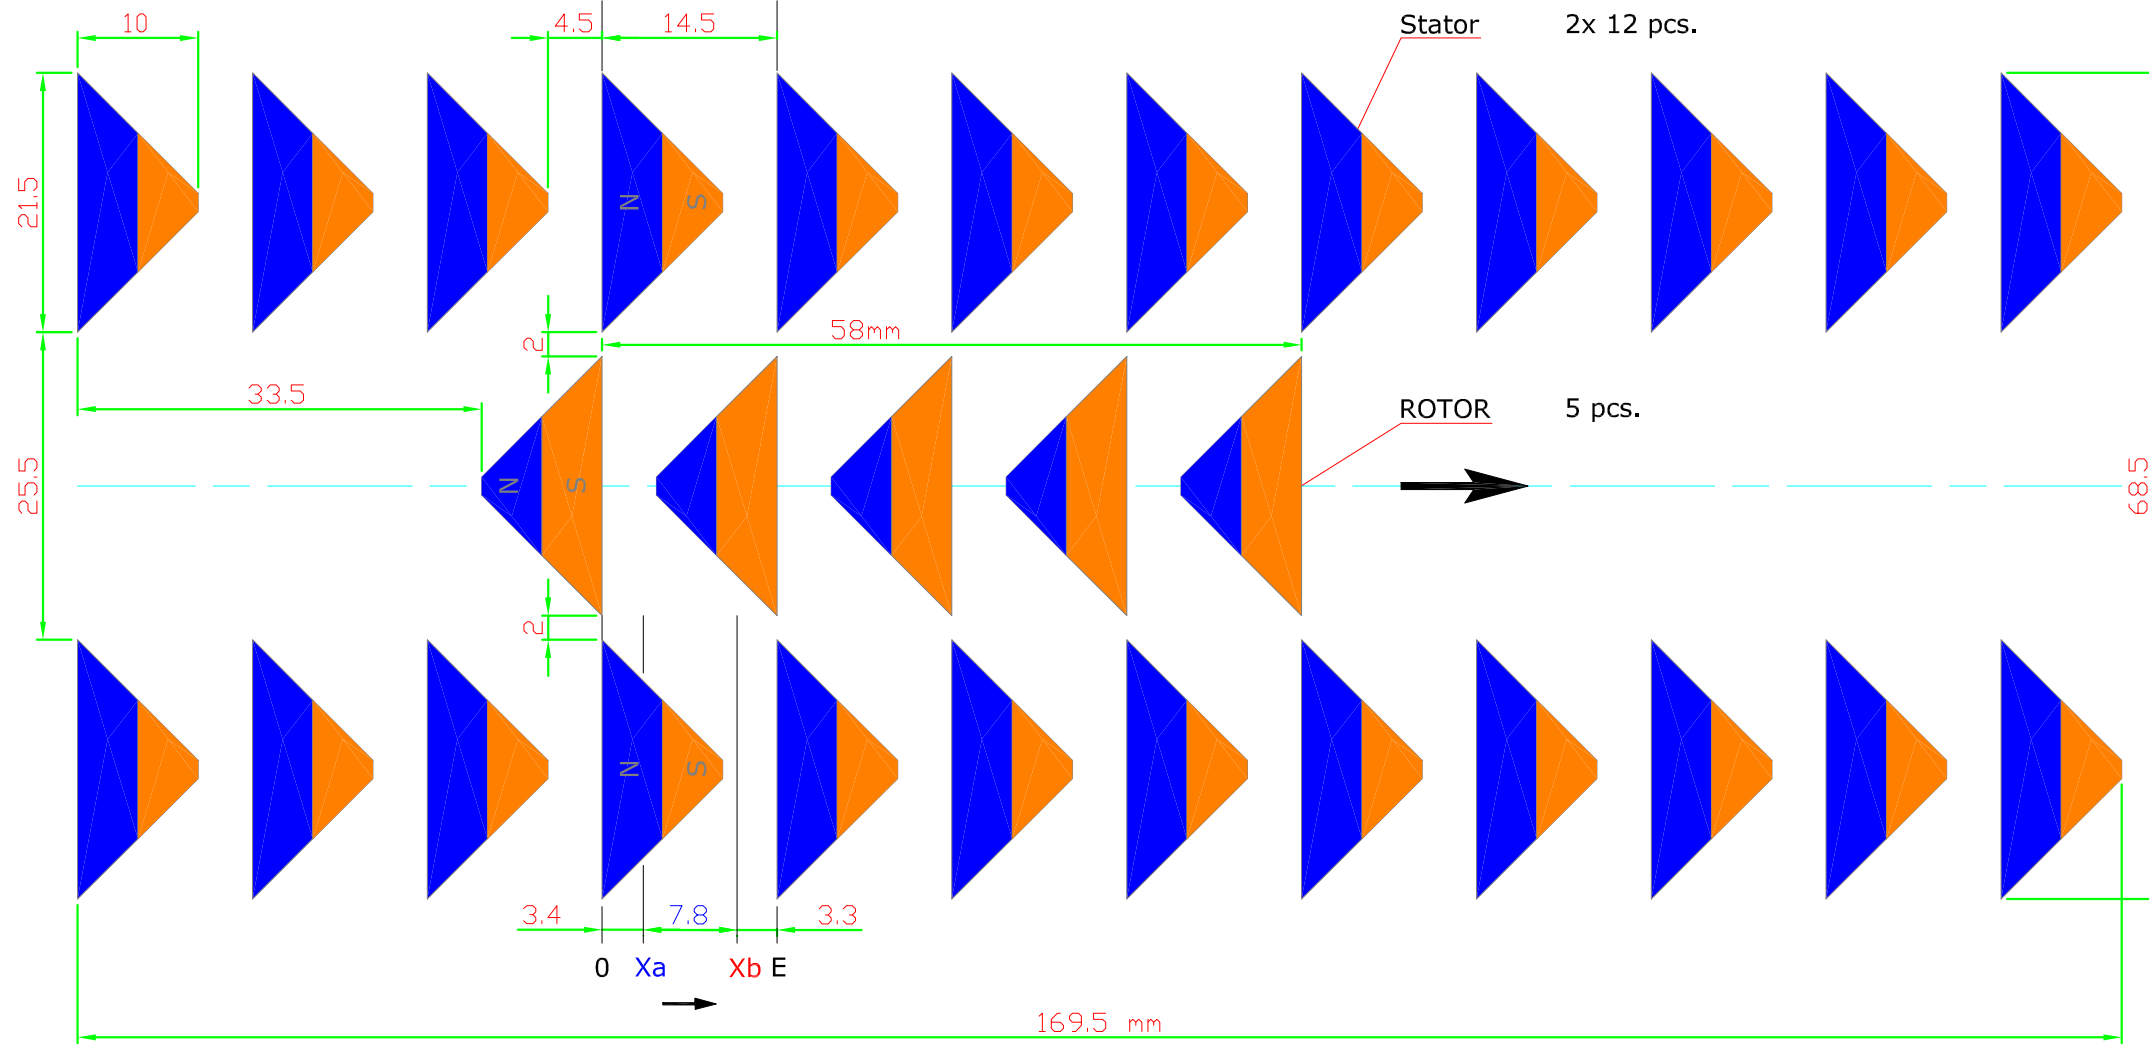 10
4.5
14.5
Stator
2x 12 pcs.
21.5
N
S
2
58mm
33.5
ROTOR
5 pcs.
N
S
25.5
68.5
2
N
S
3.4
7.8
3.3
0
Xa
Xb
E
169.5 mm